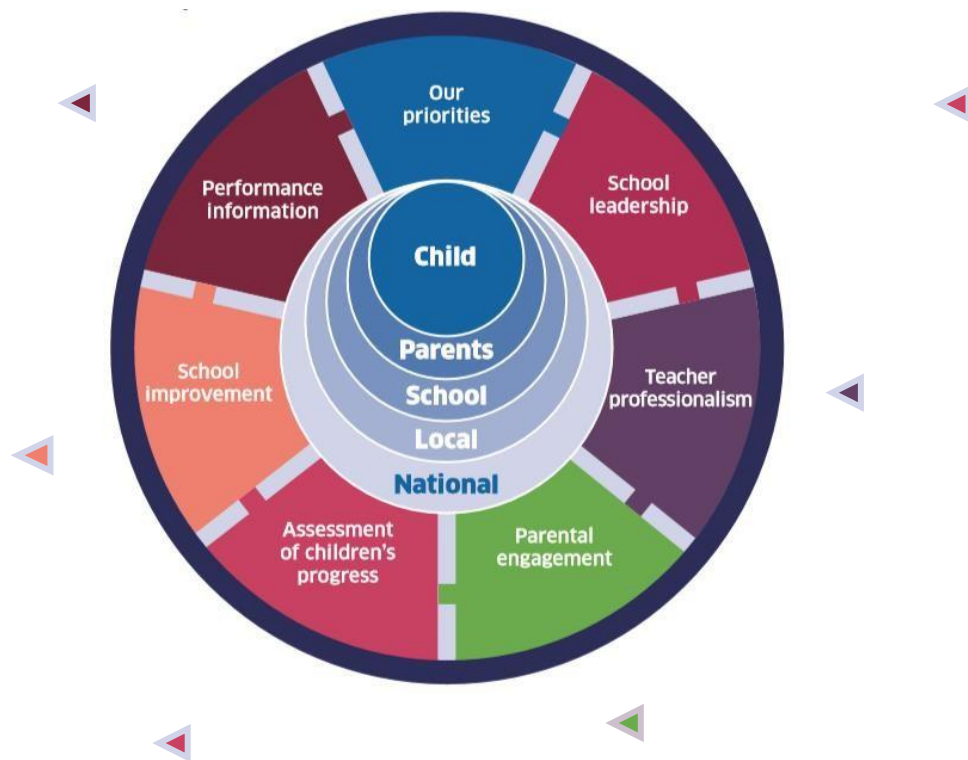 Our
priorities
School
leadership
Teacher
professionalism
Parental
engagement
Assessment
of children's
progress
School
improvement
Performance
information
Child
Parents
School
Local
National